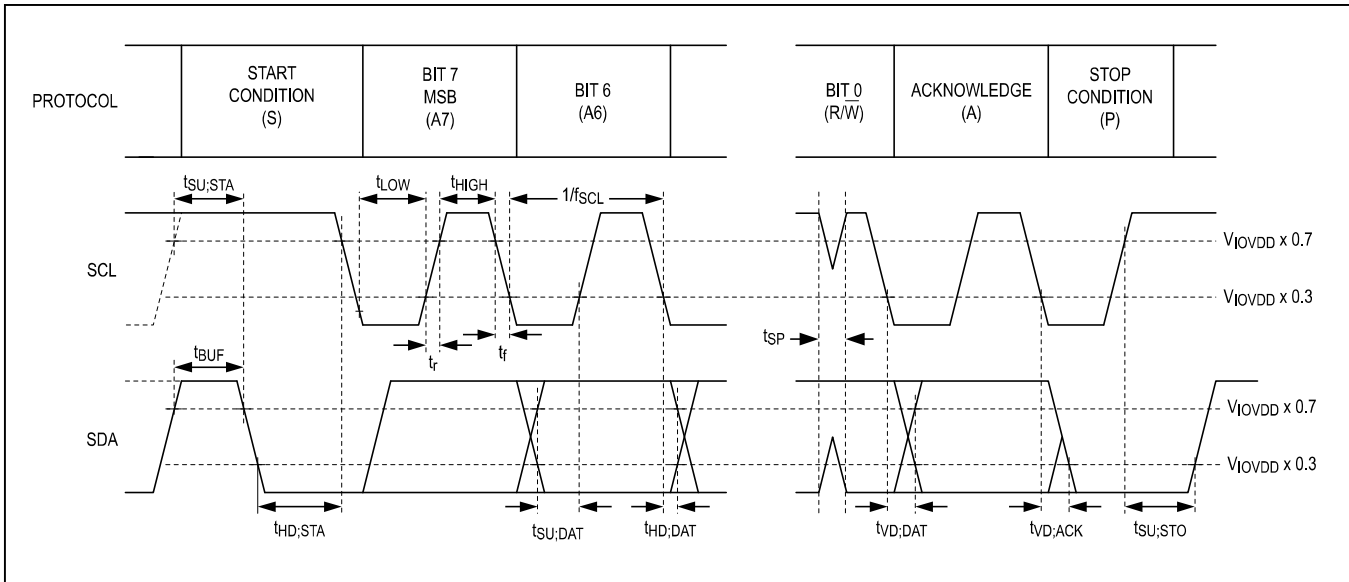 PROTOCOL
START
CONDITION
(S)
BIT 7
MSB
(A7)
BIT 6
(A6)
BIT 0
(R/W̅)
ACKNOWLEDGE
(A)
STOP
CONDITION
(P)
tSU;STA
tLOW
tHIGH
1/fSCL
SCL
VIOVDD x 0.7
VIOVDD x 0.3
tBUF
tr
tf
tSP
SDA
VIOVDD x 0.7
VIOVDD x 0.3
tHD;STA
tSU;DAT
tHD;DAT
tVD;DAT
tVD;ACK
tSU;STO